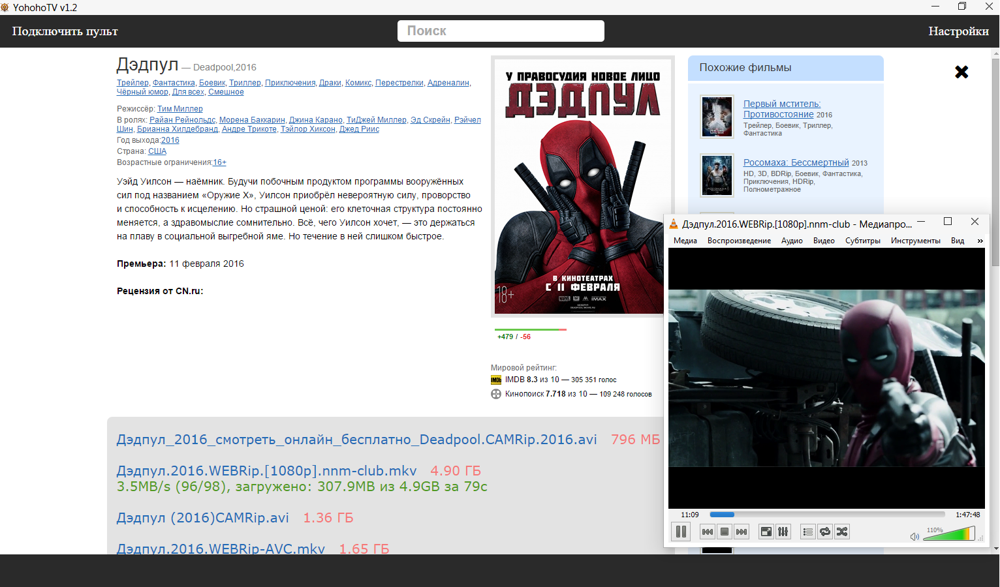 YohohoTV v1.2
Подключить пульт
Поиск
Настройки
Дэдпул — Deadpool,2016
Трейлер, Фантастика, Боевик, Триллер, Приключения, Драки, Комикс, Перестрелки, Адреналин,
Чёрный юмор, Для всех, Смешное
Режиссёр: Тим Миллер
В ролях: Райан Рейнольдс, Морена Баккарин, Джина Карано, ТиДжей Миллер, Эд Скрейн, Рэйчел
Шин, Брианна Хилдебранд, Андре Трикоте, Тэйлор Хиксон, Джед Риис
Год выхода:2016
Страна: США
Возрастные ограничения:16+
Уэйд Уилсон — наёмник. Будучи побочным продуктом программы вооружённых
сил под названием «Оружие X», Уилсон приобрёл невероятную силу, проворство
и способность к исцелению. Но страшной ценой: его клеточная структура постоянно
меняется, а здравомыслие сомнительно. Всё, чего Уилсон хочет, — это держаться
на плаву в социальной выгребной яме. Но течение в ней слишком быстрое.
Премьера: 11 февраля 2016
Рецензия от CN.ru:
У ПРАВОСУДИЯ НОВОЕ ЛИЦО
ДЭДПУЛ
В КИНОТЕАТРАХ
С 11 ФЕВРАЛЯ
18+
MARVEL
IMAX
+479 / -56
Мировой рейтинг:
IMDb IMDB 8.3 из 10 — 305 351 голос
Кинопоиск 7.718 из 10 — 109 248 голосов
Похожие фильмы
Первый мститель:
Противостояние 2016
Трейлер, Боевик, Триллер,
Фантастика
Росомаха: Бессмертный 2013
HD, 3D, BDRip, Боевик, Фантастика,
Приключения, HDRip,
Полнометражное
Дэдпул_2016_смотреть_онлайн_бесплатно_Deadpool.CAMRip.2016.avi 796 МБ
Дэдпул.2016.WEBRip.[1080p].nnm-club.mkv 4.90 ГБ
3.5MB/s (96/98), загружено: 307.9MB из 4.9GB за 79с
Дэдпул (2016)CAMRip.avi 1.36 ГБ
Дэдпул.2016.WEBRip-AVC.mkv 1.65 ГБ
Дэдпул.2016.WEBRip.[1080p].nnm-club - Медиапро...
Медиа Воспроизведение Аудио Видео Субтитры Инструменты Вид »
11:09
1:47:48
110%